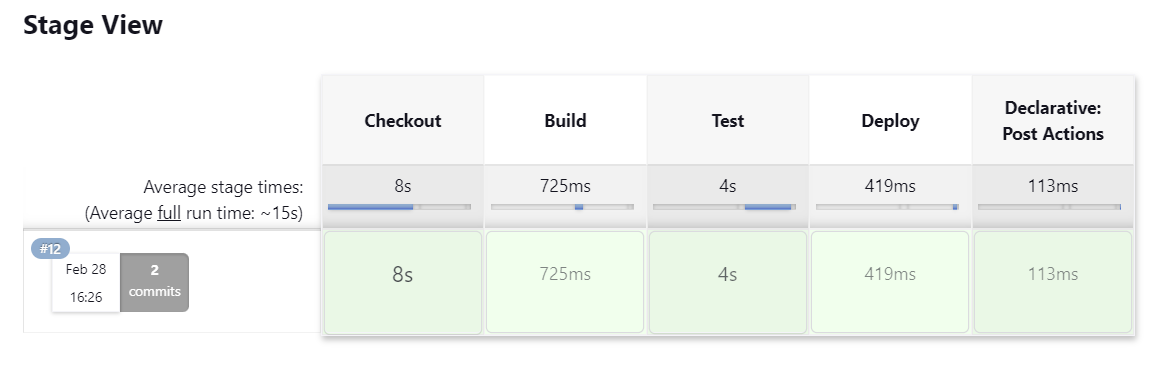 Stage View
Checkout Build Test Deploy Declarative:
Post Actions
Average stage times: 8s 725ms 4s 419ms 113ms
(Average full run time: ~15s)
#12
Feb 28 2
16:26 commits
8s 725ms 4s 419ms 113ms